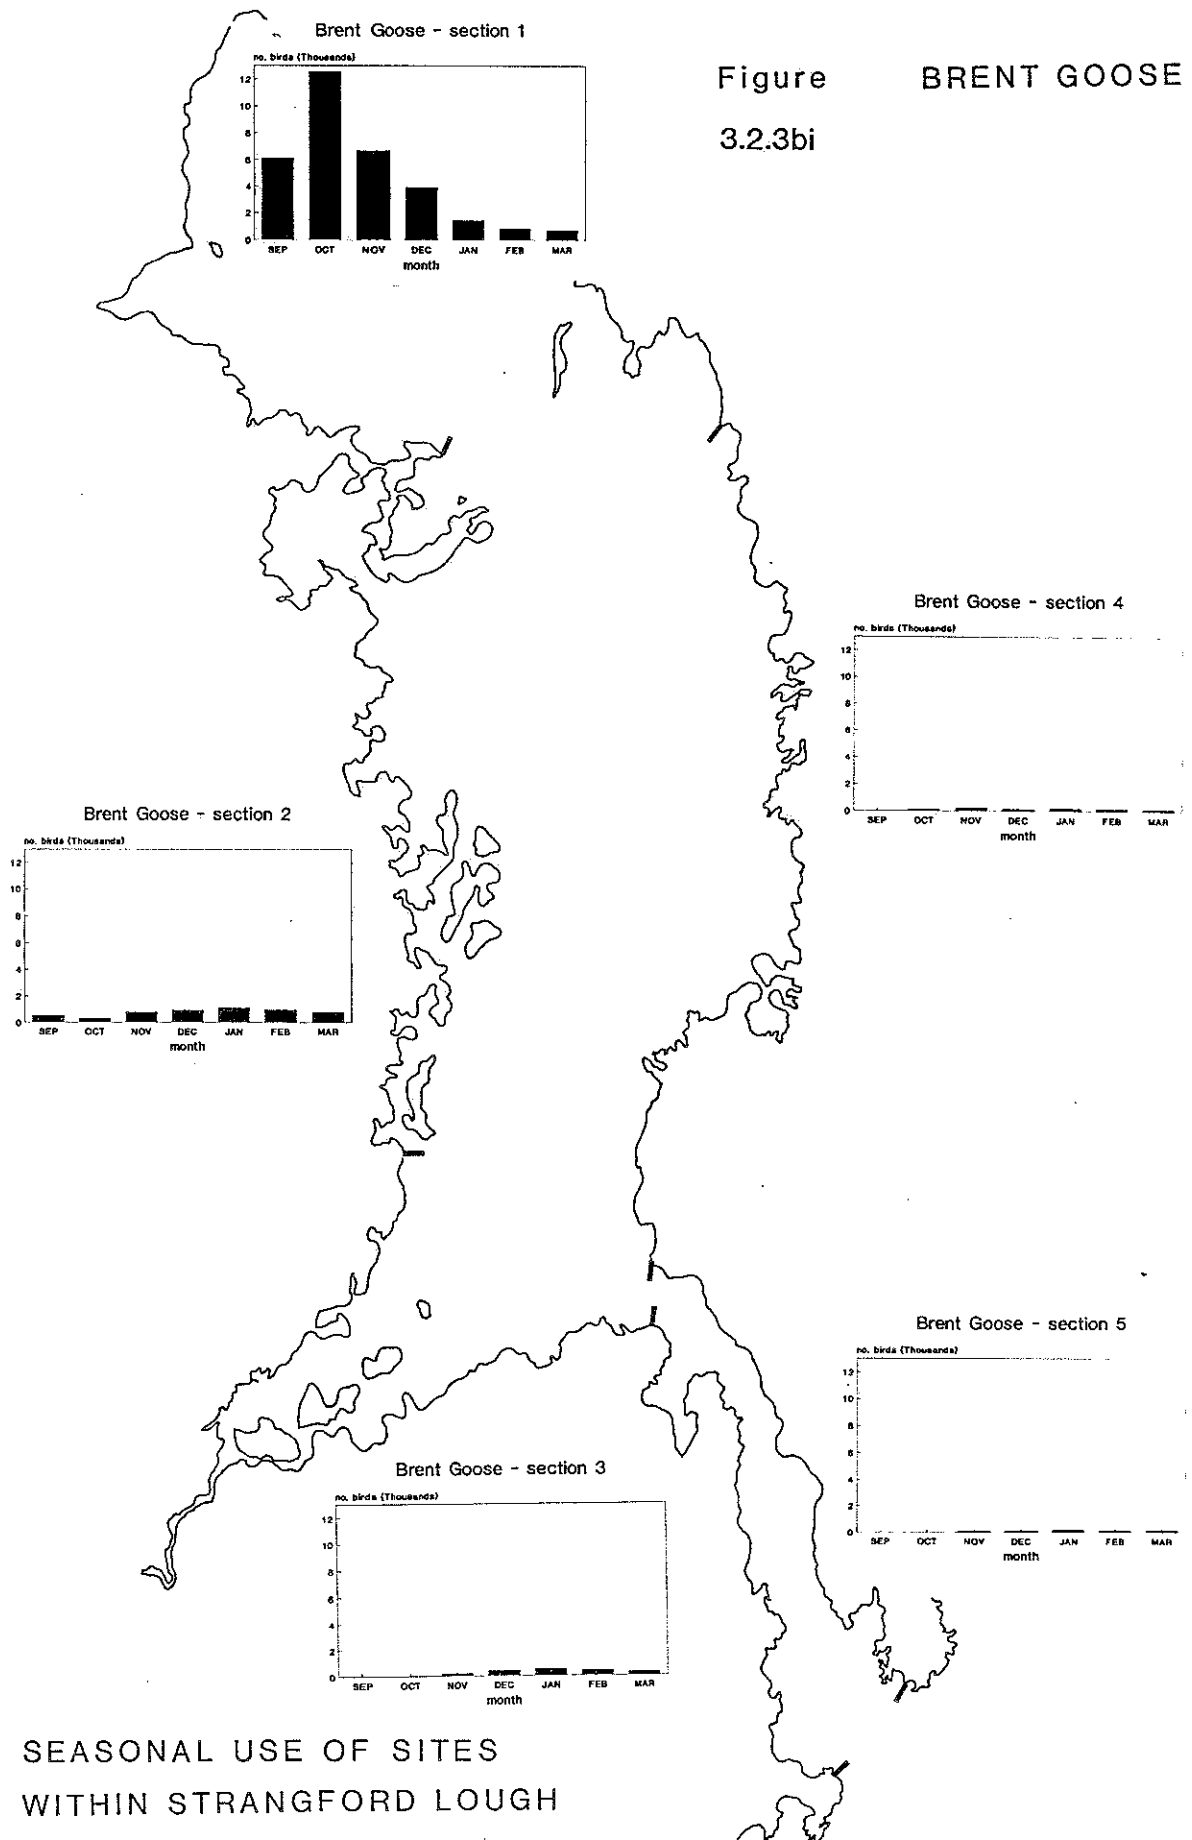 Brent Goose - section 1
Figure BRENT GOOSE
3.2.3bi
no. birds (Thousands)
12
10
8
6
4
2
0
SEP OCT NOV DEC JAN FEB MAR
month
Brent Goose - section 4
no. birds (Thousands)
12
10
8
6
4
2
0
SEP OCT NOV DEC JAN FEB MAR
month
Brent Goose - section 2
no. birds (Thousands)
12
10
8
6
4
2
0
SEP OCT NOV DEC JAN FEB MAR
month
Brent Goose - section 5
no. birds (Thousands)
12
10
8
6
4
2
0
SEP OCT NOV DEC JAN FEB MAR
month
Brent Goose - section 3
no. birds (Thousands)
12
10
8
6
4
2
0
SEP OCT NOV DEC JAN FEB MAR
month
SEASONAL USE OF SITES
WITHIN STRANGFORD LOUGH